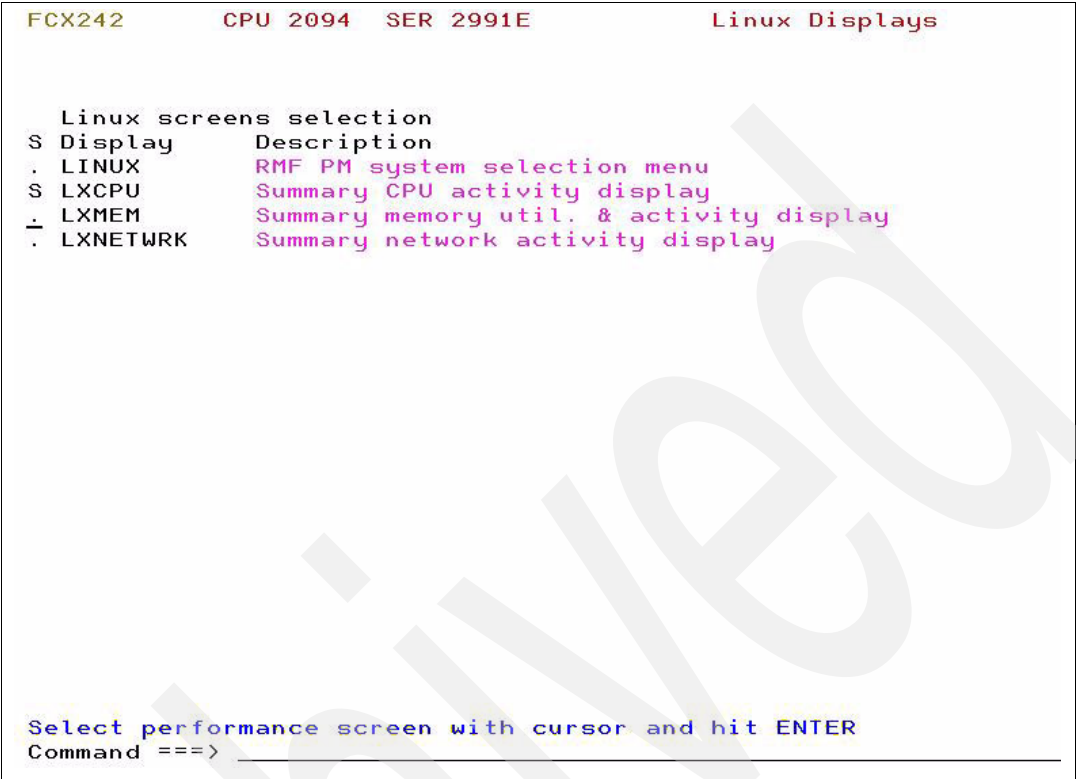 FCX242 CPU 2094 SER 2991E Linux Displays
Linux screens selection
S Display Description
. LINUX RMF PM system selection menu
S LXCPU Summary CPU activity display
. LXMEM Summary memory util. & activity display
. LXNETWRK Summary network activity display
Select performance screen with cursor and hit ENTER
Command ===>